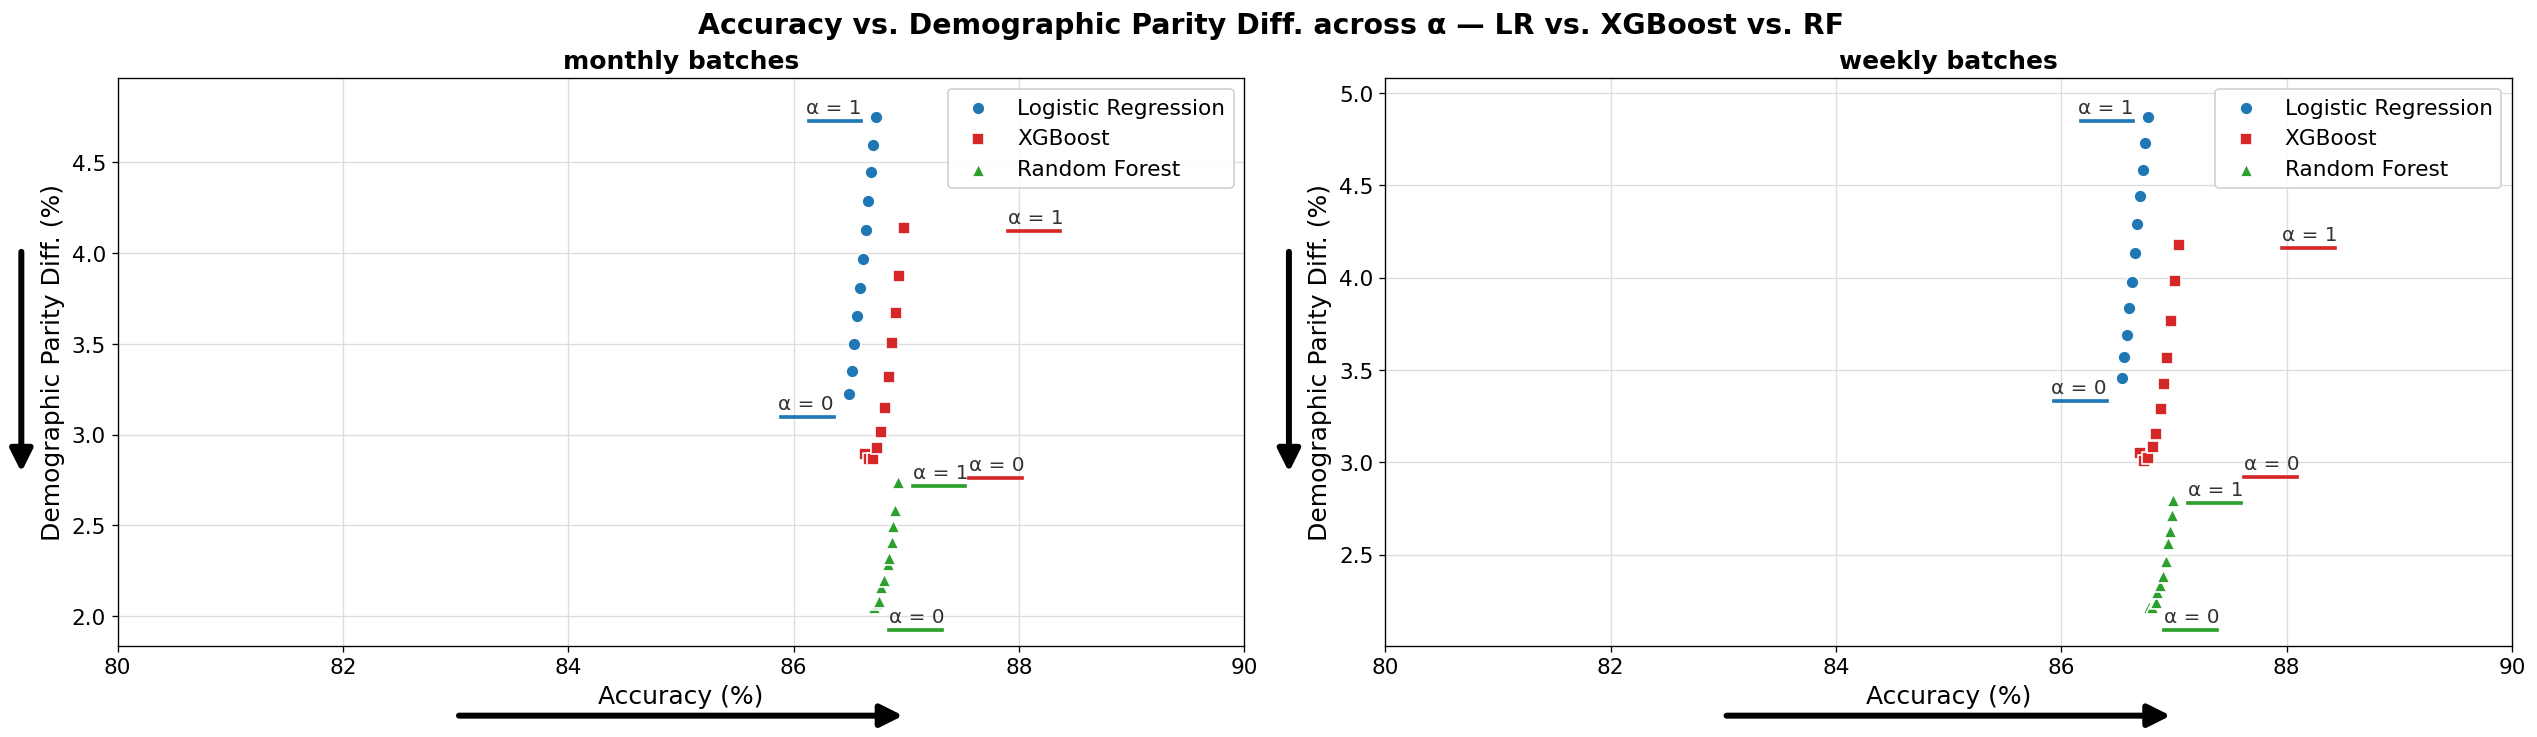 Accuracy vs. Demographic Parity Diff. across α — LR vs. XGBoost vs. RF
monthly batches
Demographic Parity Diff. (%)
4.5
4.0
3.5
3.0
2.5
2.0
α = 1
α = 0
α = 1
α = 1
α = 0
α = 0
Logistic Regression
XGBoost
Random Forest
80
82
84
86
88
90
Accuracy (%)
weekly batches
Demographic Parity Diff. (%)
5.0
4.5
4.0
3.5
3.0
2.5
α = 1
α = 1
α = 0
α = 0
α = 1
α = 0
Logistic Regression
XGBoost
Random Forest
80
82
84
86
88
90
Accuracy (%)